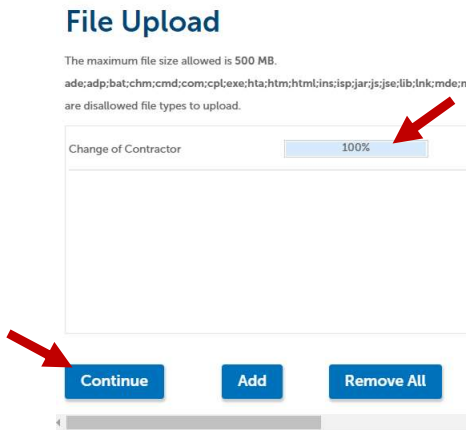 File Upload
The maximum file size allowed is 500 MB.
ade;adp;bat;chm;cmd;com;cpl;exe;hta;htm;html;ins;isp;jar;js;jse;lib;lnk;mde;
are disallowed file types to upload.
Change of Contractor 100%
Continue Add Remove All